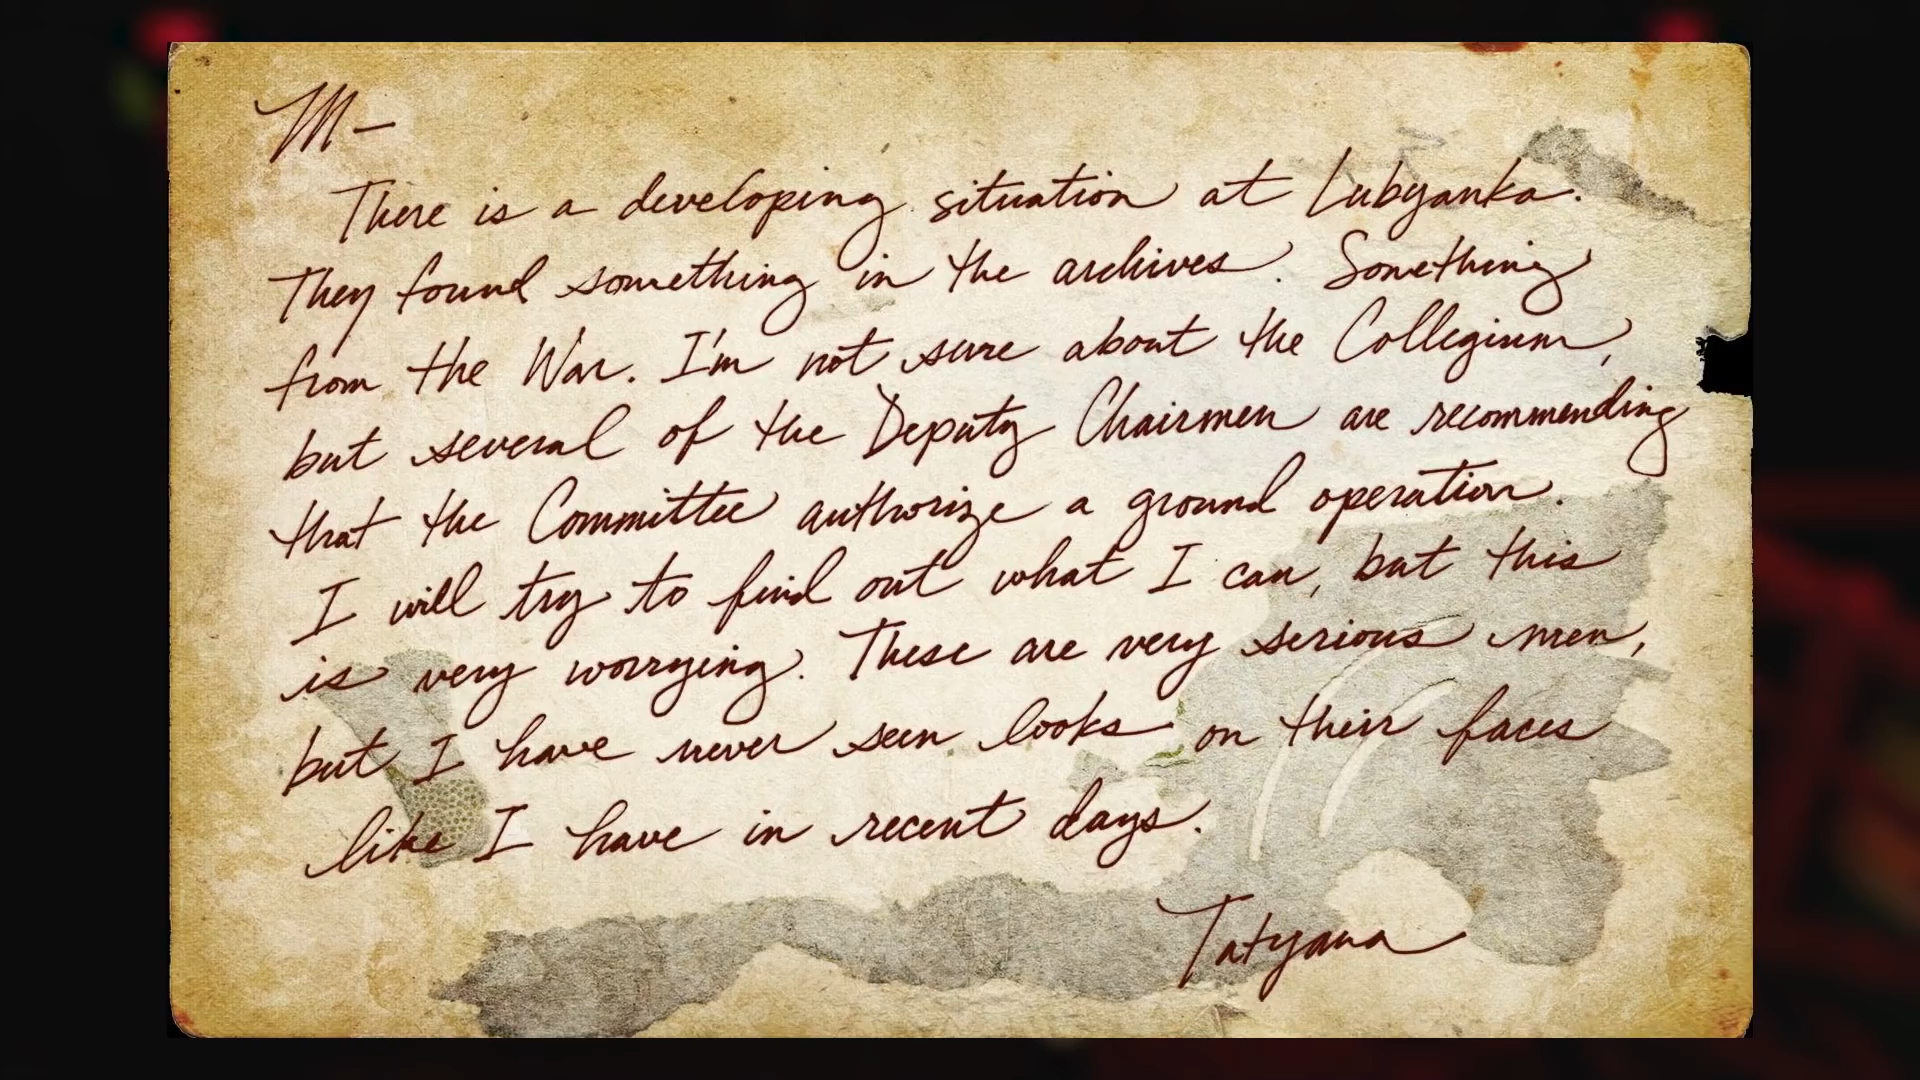 M-
There is a developing situation at Lubyanka.
They found something in the archives. Something
from the War. I'm not sure about the Collegium,
but several of the Deputy Chairmen are recommending
that the Committee authorize a ground operation.
I will try to find out what I can, but this
is very worrying. These are very serious men,
but I have never seen looks on their faces
like I have in recent days.
Tatyana